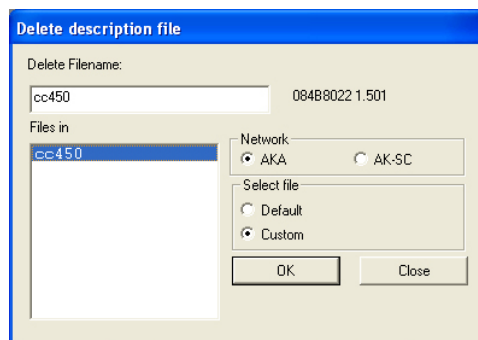 Delete description file
Delete Filename:
cc450
084B8022 1.501
Files in
cc450
Network
AKA
AK-SC
Select file
Default
Custom
OK
Close